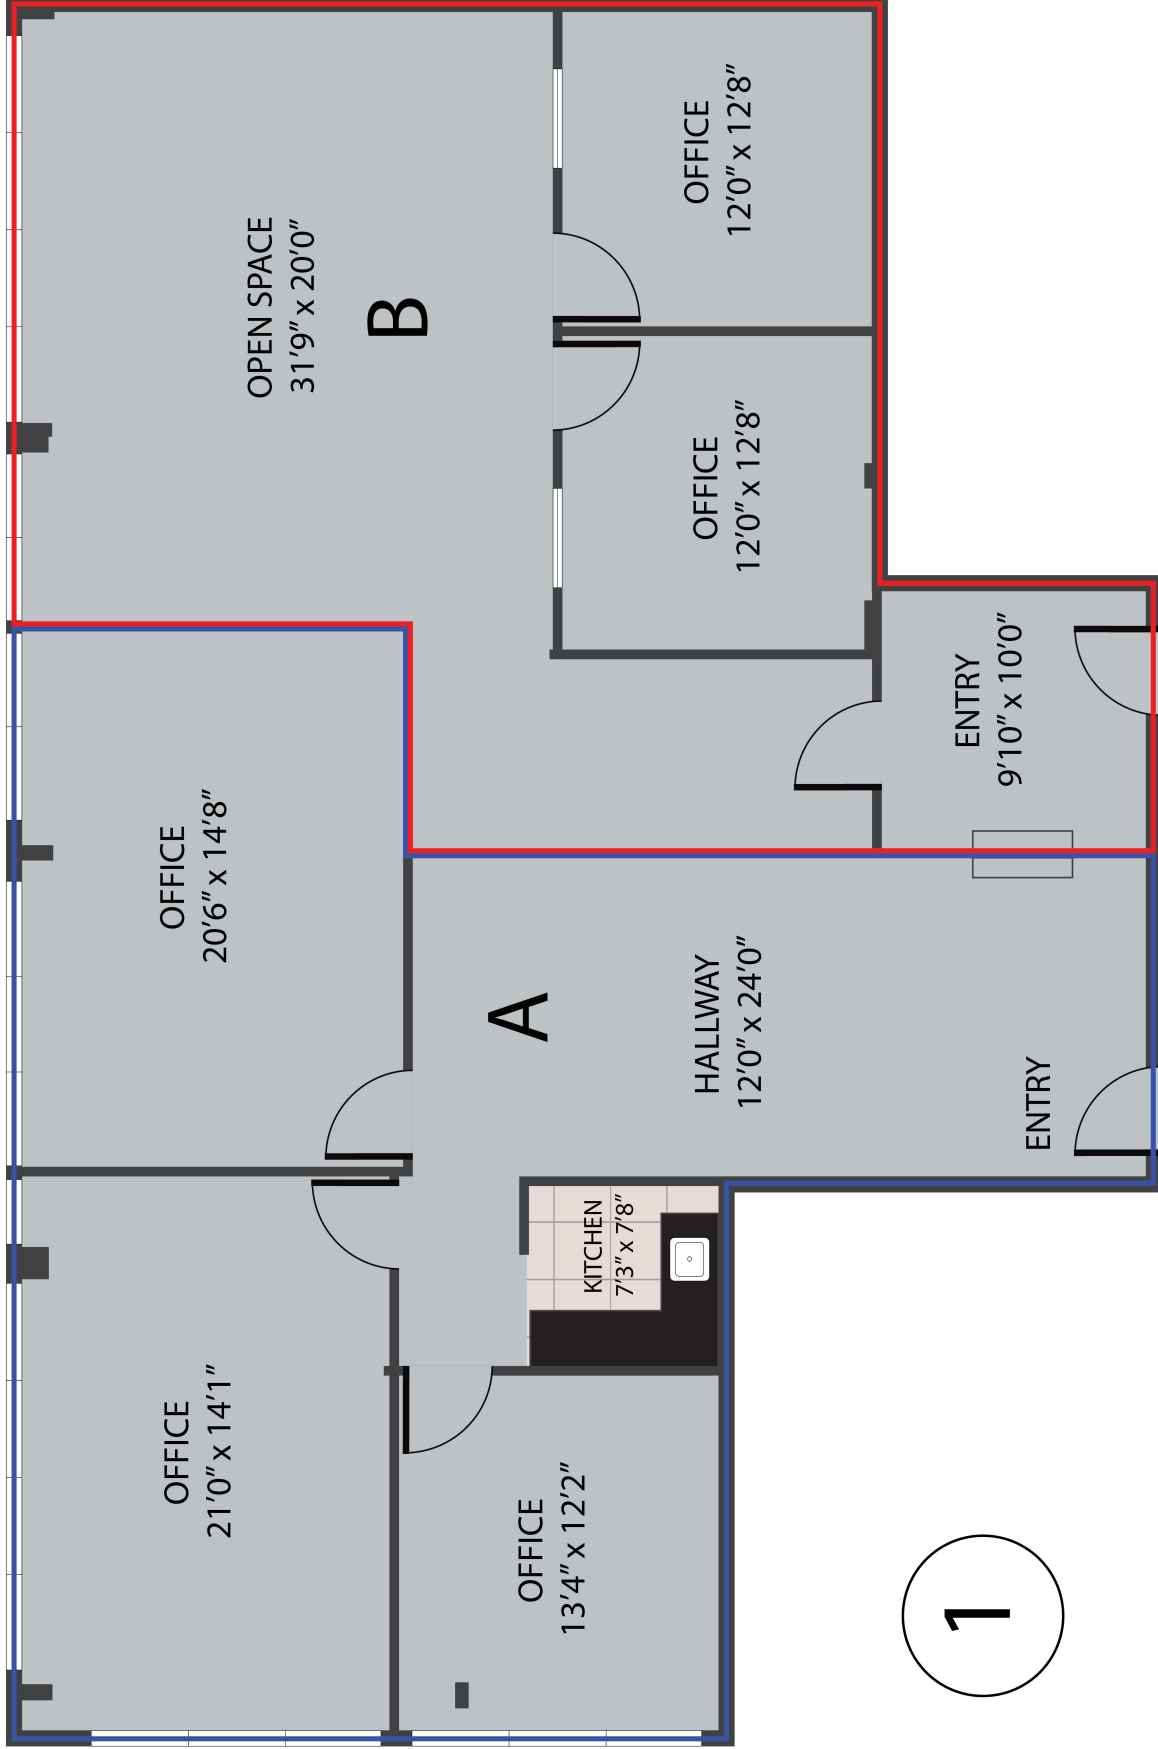 OFFICE
21'0" x 14'1"
OFFICE
20'6" x 14'8"
OPEN SPACE
31'9" x 20'0"
B
A
OFFICE
13'4" x 12'2"
KITCHEN
7'3" x 7'8"
HALLWAY
12'0" x 24'0"
OFFICE
12'0" x 12'8"
OFFICE
12'0" x 12'8"
ENTRY
9'10" x 10'0"
ENTRY
1